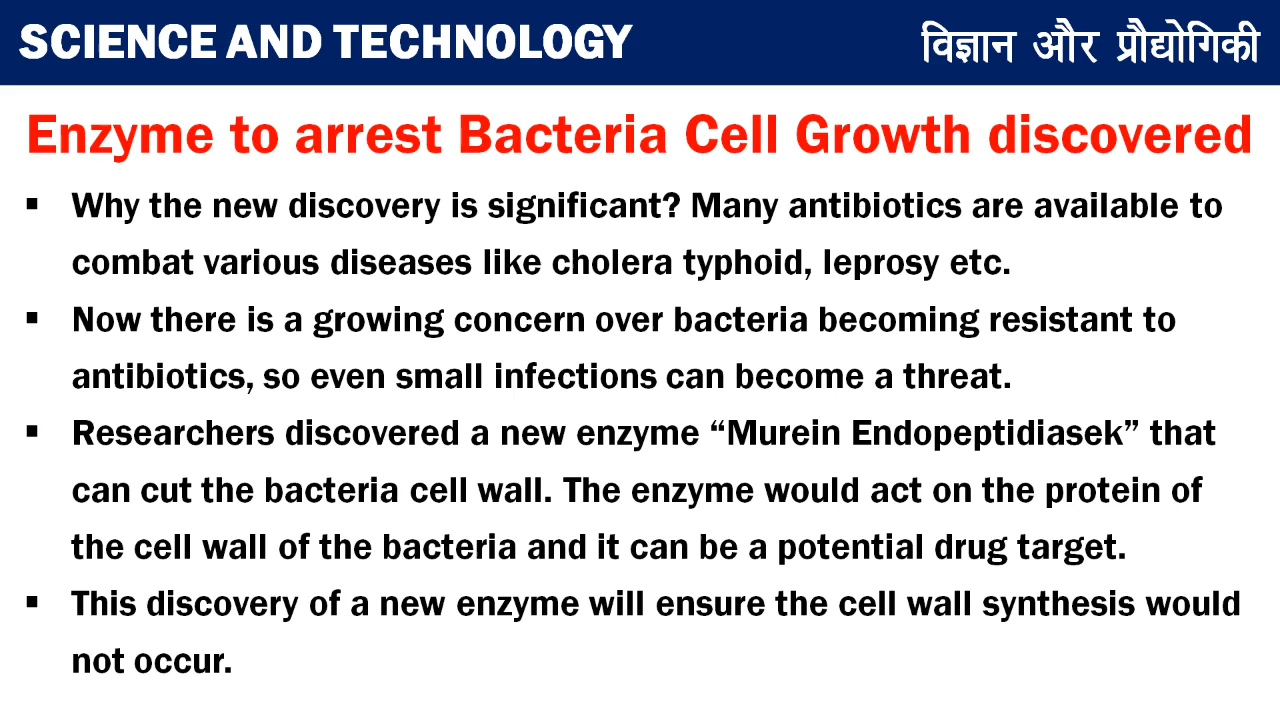 SCIENCE AND TECHNOLOGY
विज्ञान और प्रौद्योगिकी
Enzyme to arrest Bacteria Cell Growth discovered
▪ Why the new discovery is significant? Many antibiotics are available to
combat various diseases like cholera typhoid, leprosy etc.
▪ Now there is a growing concern over bacteria becoming resistant to
antibiotics, so even small infections can become a threat.
▪ Researchers discovered a new enzyme “Murein Endopeptidiasek” that
can cut the bacteria cell wall. The enzyme would act on the protein of
the cell wall of the bacteria and it can be a potential drug target.
▪ This discovery of a new enzyme will ensure the cell wall synthesis would
not occur.